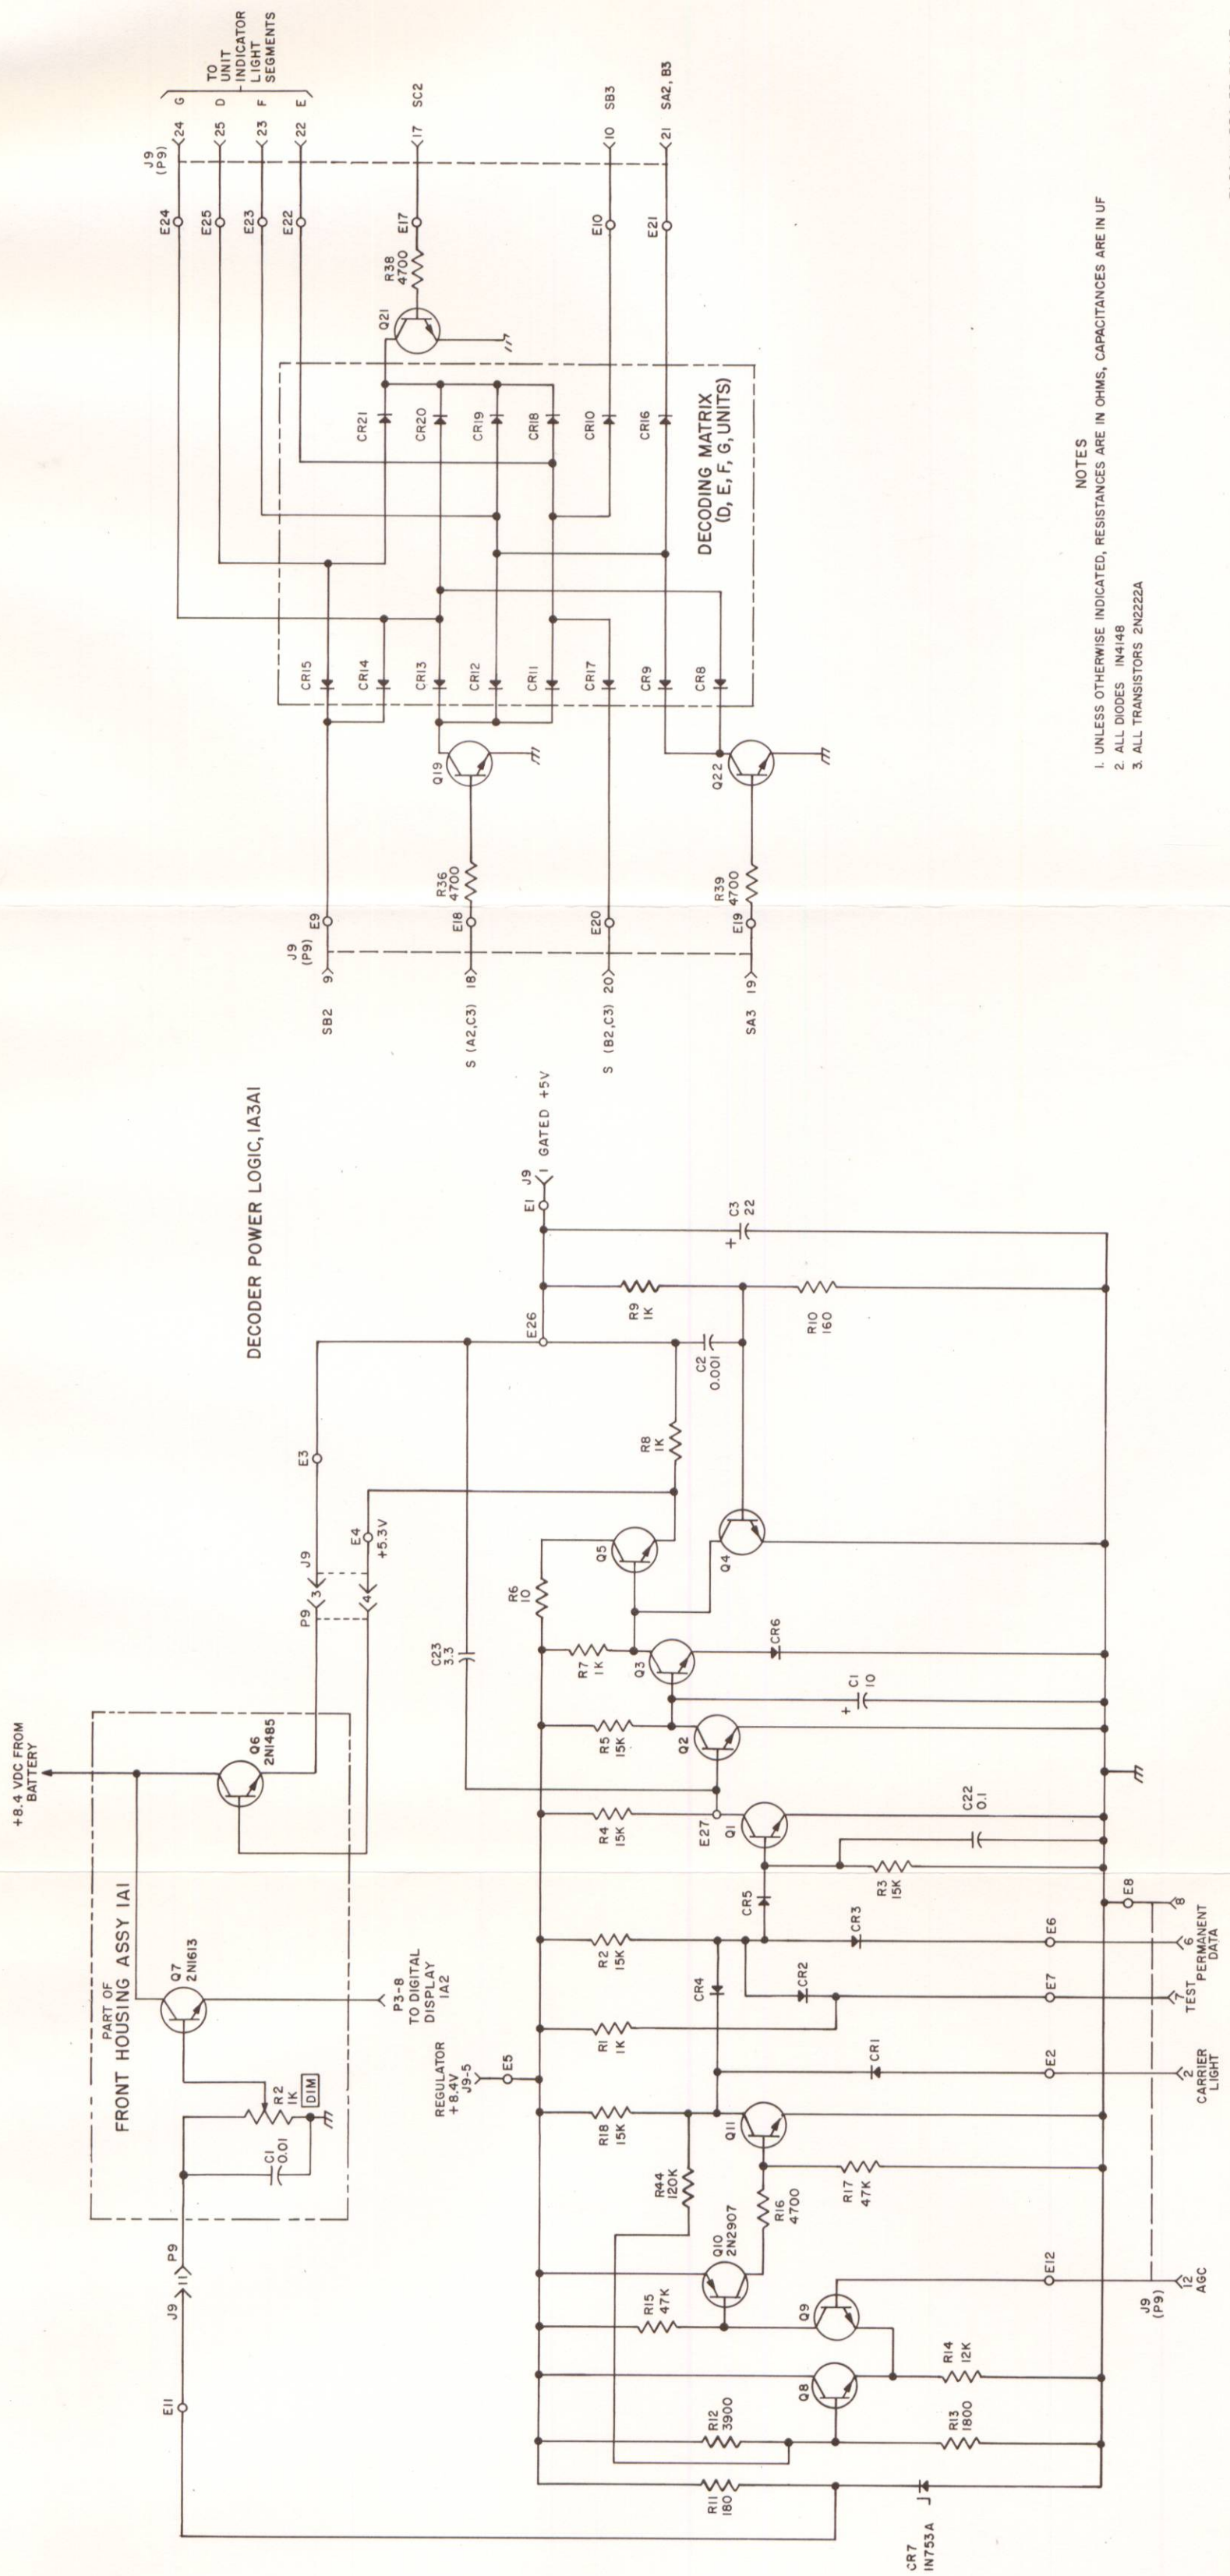 DECODER POWER LOGIC, 1A3A1
+8.4 VDC FROM
BATTERY
PART OF
FRONT HOUSING ASSY 1A1
Q7
2N1613
Q6
2N1485
R2
1K
DIM
C1
0.01
P3-8
TO DIGITAL
DISPLAY
1A2
E11
J9
11
P9
P9
3
J9
E3
4
E4
+5.3V
REGULATOR
+8.4V
J9-5
E5
C23
3.3
R6
10
E26
E1
J9
1
GATED +5V
R11
180
CR7
1N753A
R12
3900
R13
1800
Q8
R14
12K
Q9
R15
47K
Q10
2N2907
R44
120K
R16
4700
R17
47K
R18
15K
Q11
R1
1K
CR1
CR4
CR2
R2
15K
CR3
CR5
R3
15K
C22
0.1
R4
15K
E27
Q1
R5
15K
Q2
C1
10
+
R7
1K
Q3
CR6
Q5
Q4
R8
1K
C2
0.001
R9
1K
R10
160
C3
22
+
E12
12
AGC
J9
(P9)
E2
2
CARRIER
LIGHT
E7
7
TEST
E6
6
PERMANENT
DATA
E8
8
SB2
9
J9
(P9)
E9
S (A2,C3)
18
E18
R36
4700
Q19
S (B2,C3)
20
E20
SA3
19
E19
R39
4700
Q22
CR15
CR14
CR13
CR12
CR11
CR17
CR9
CR8
CR21
CR20
CR19
CR18
CR10
CR16
DECODING MATRIX
(D, E, F, G, UNITS)
Q21
R38
4700
E17
17
SC2
E24
J9
(P9)
24
G
E25
25
D
E23
23
F
E22
22
E
TO
UNIT
INDICATOR
LIGHT
SEGMENTS
E10
10
SB3
E21
21
SA2, B3
NOTES
1. UNLESS OTHERWISE INDICATED, RESISTANCES ARE IN OHMS, CAPACITANCES ARE IN UF
2. ALL DIODES 1N4148
3. ALL TRANSISTORS 2N2222A